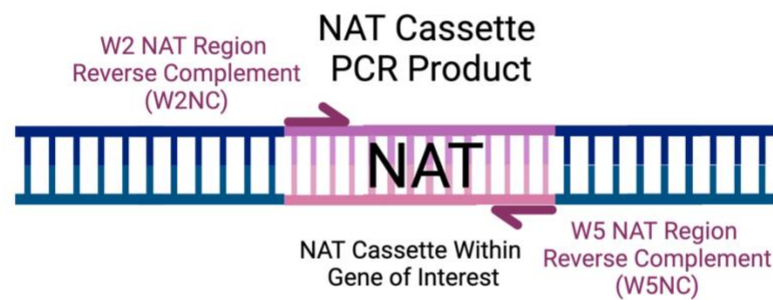 NAT Cassette
PCR Product
W2 NAT Region
Reverse Complement
(W2NC)
NAT
NAT Cassette Within
Gene of Interest
W5 NAT Region
Reverse Complement
(W5NC)